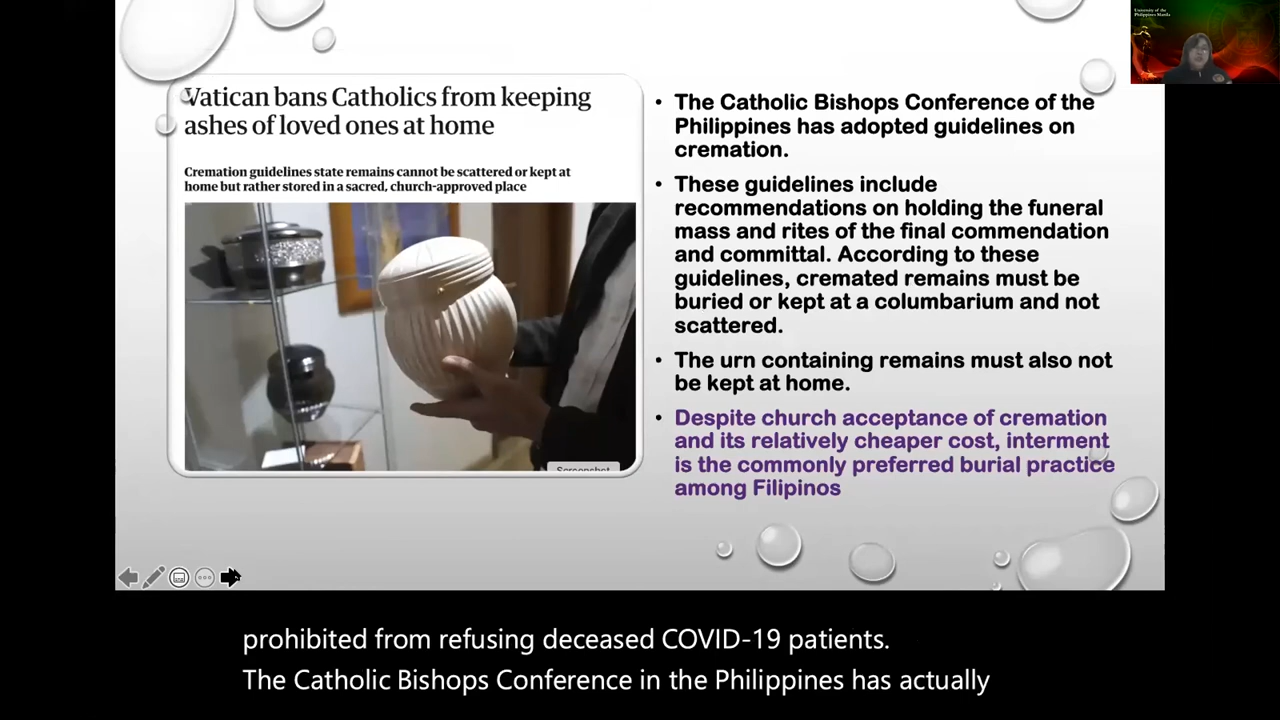 University of the
Philippines Manila
Vatican bans Catholics from keeping
ashes of loved ones at home
Cremation guidelines state remains cannot be scattered or kept at
home but rather stored in a sacred, church-approved place
Screenshot
• The Catholic Bishops Conference of the
Philippines has adopted guidelines on
cremation.
• These guidelines include
recommendations on holding the funeral
mass and rites of the final commendation
and committal. According to these
guidelines, cremated remains must be
buried or kept at a columbarium and not
scattered.
• The urn containing remains must also not
be kept at home.
• Despite church acceptance of cremation
and its relatively cheaper cost, interment
is the commonly preferred burial practice
among Filipinos
prohibited from refusing deceased COVID-19 patients.
The Catholic Bishops Conference in the Philippines has actually